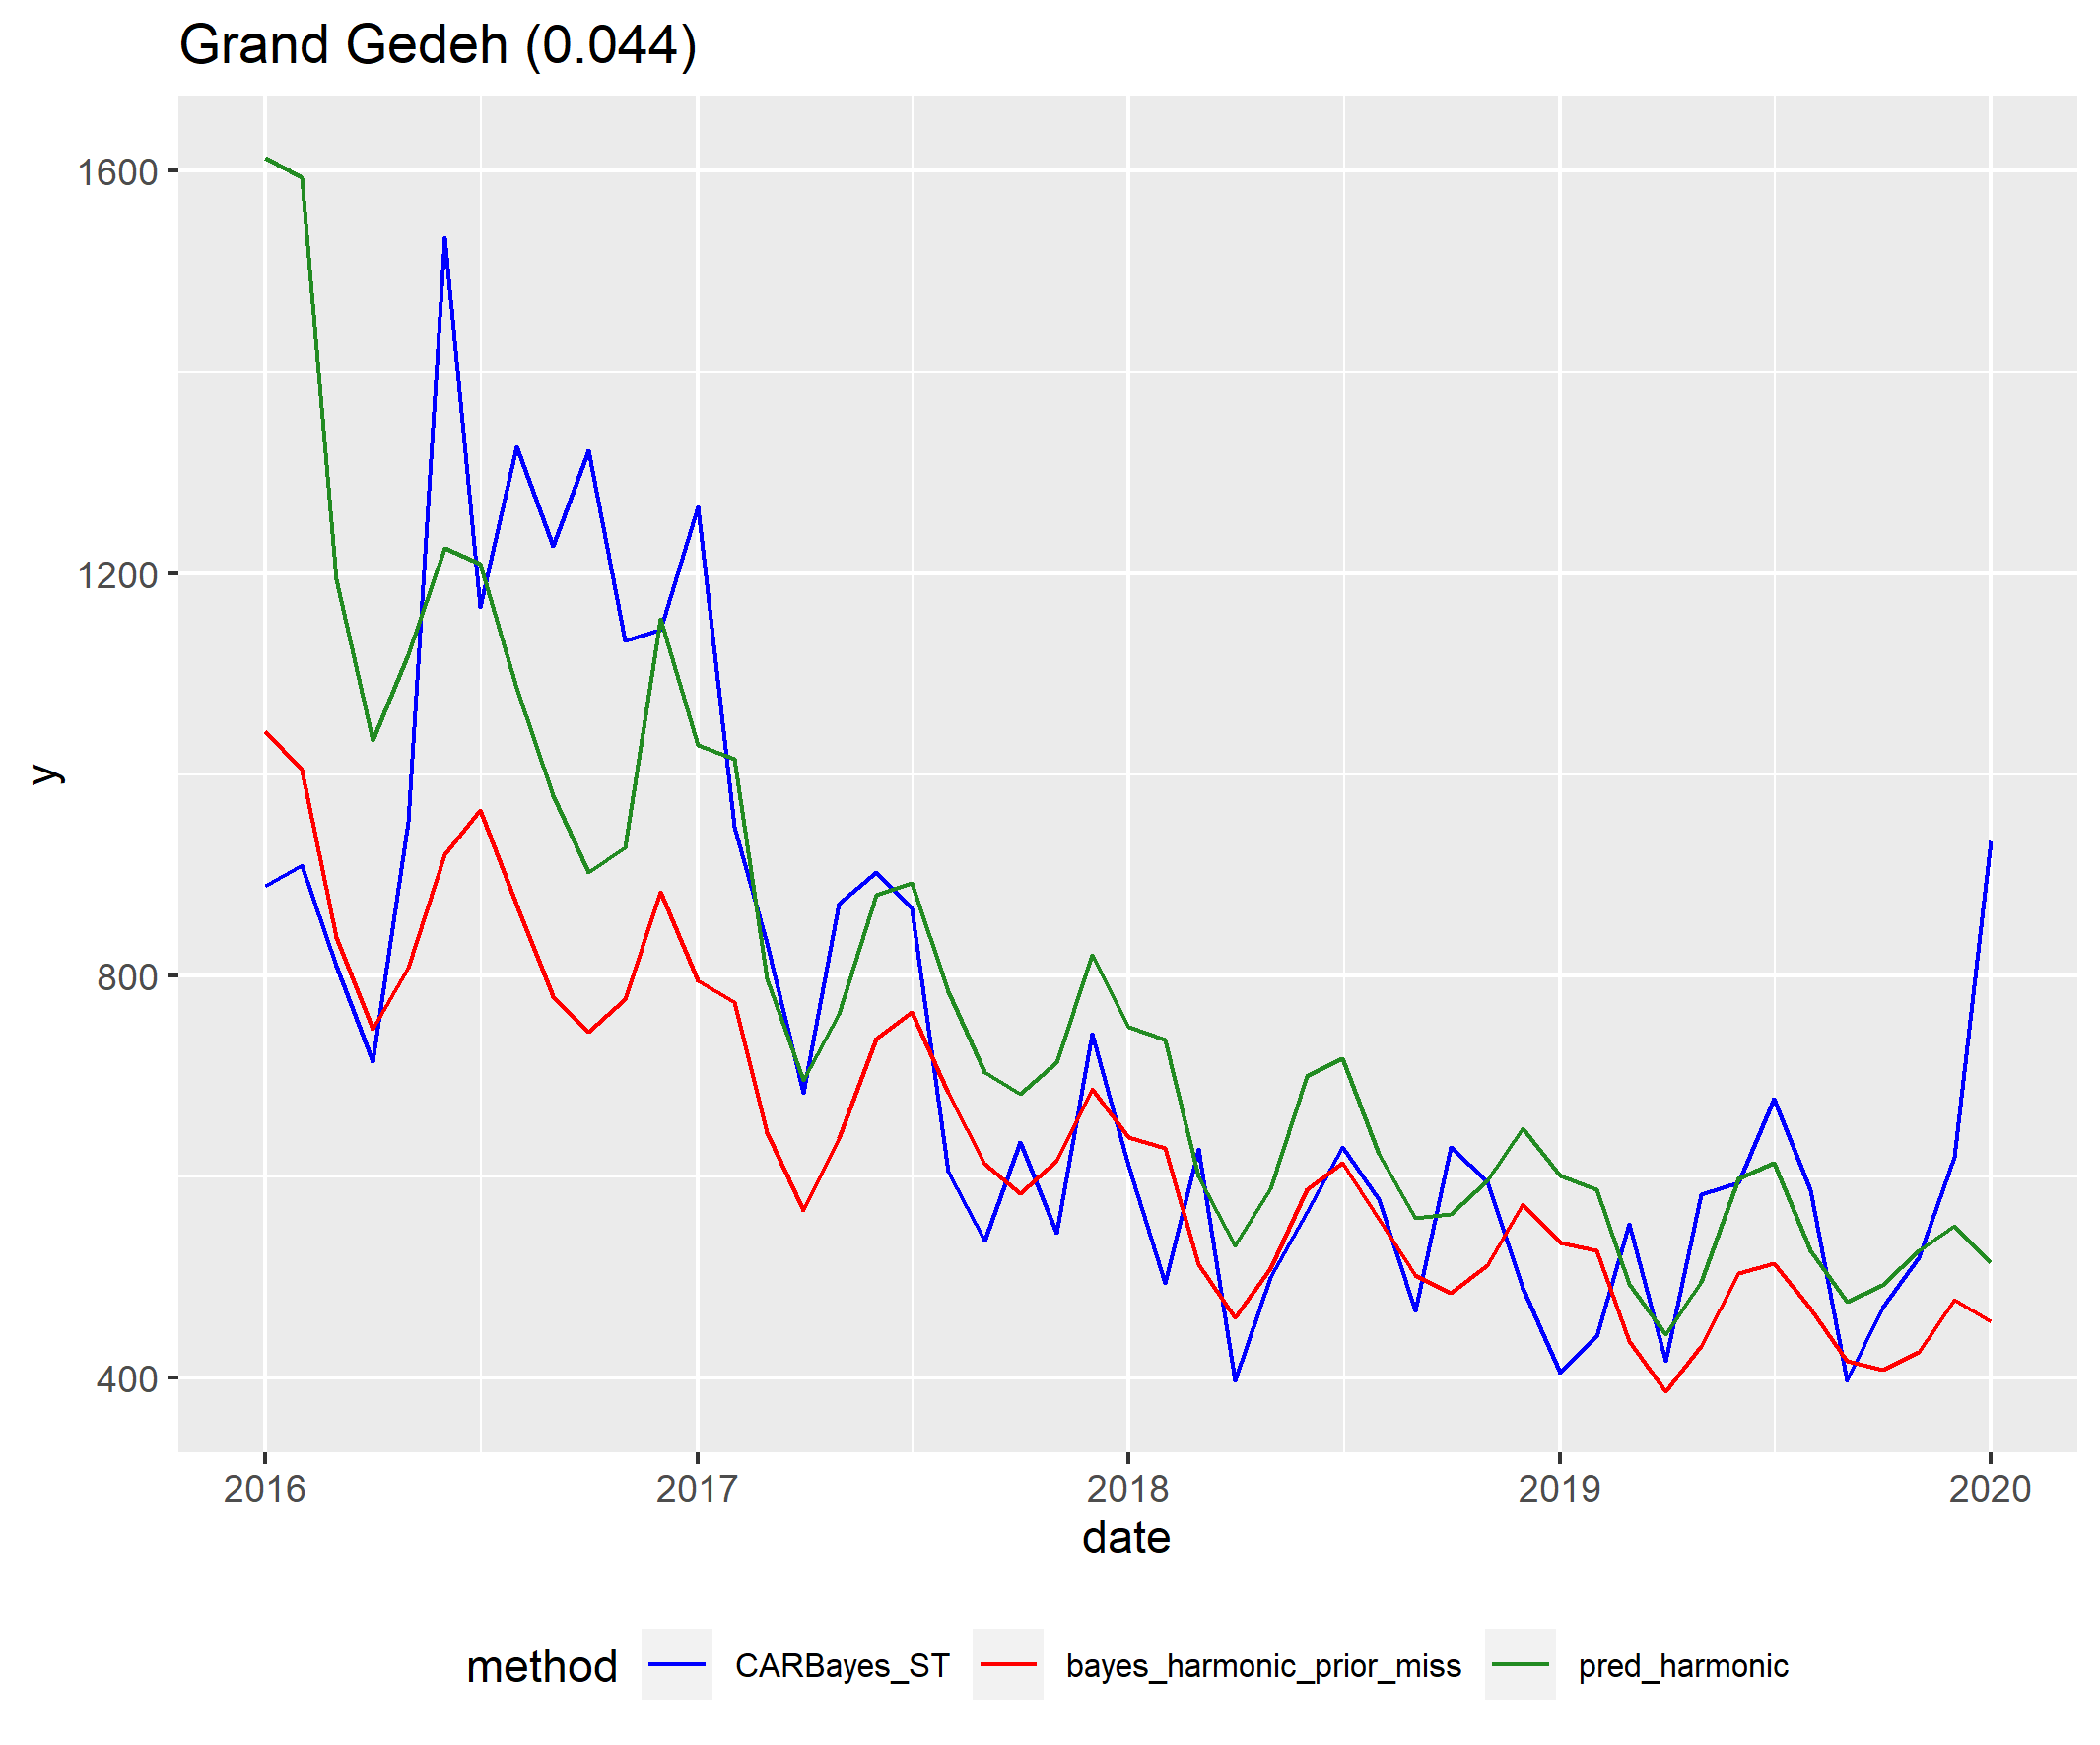 Grand Gedeh (0.044)
1600
1200
800
400
y
2016 2017 2018 2019 2020
date
method CARBayes_ST bayes_harmonic_prior_miss pred_harmonic